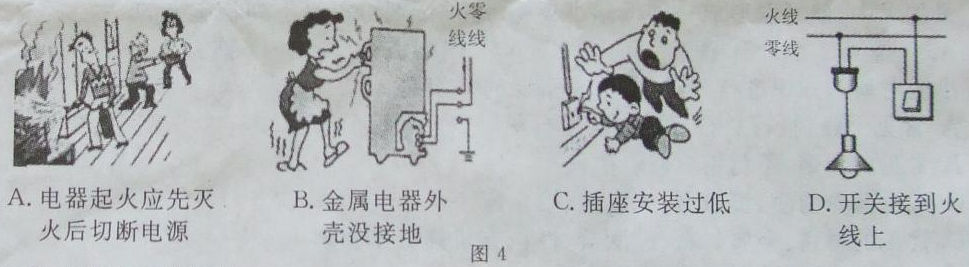 火零
线线
火线
零线
A. 电器起火应先灭
火后切断电源
B. 金属电器外
壳没接地
C. 插座安装过低
D. 开关接到火
线上
图 4